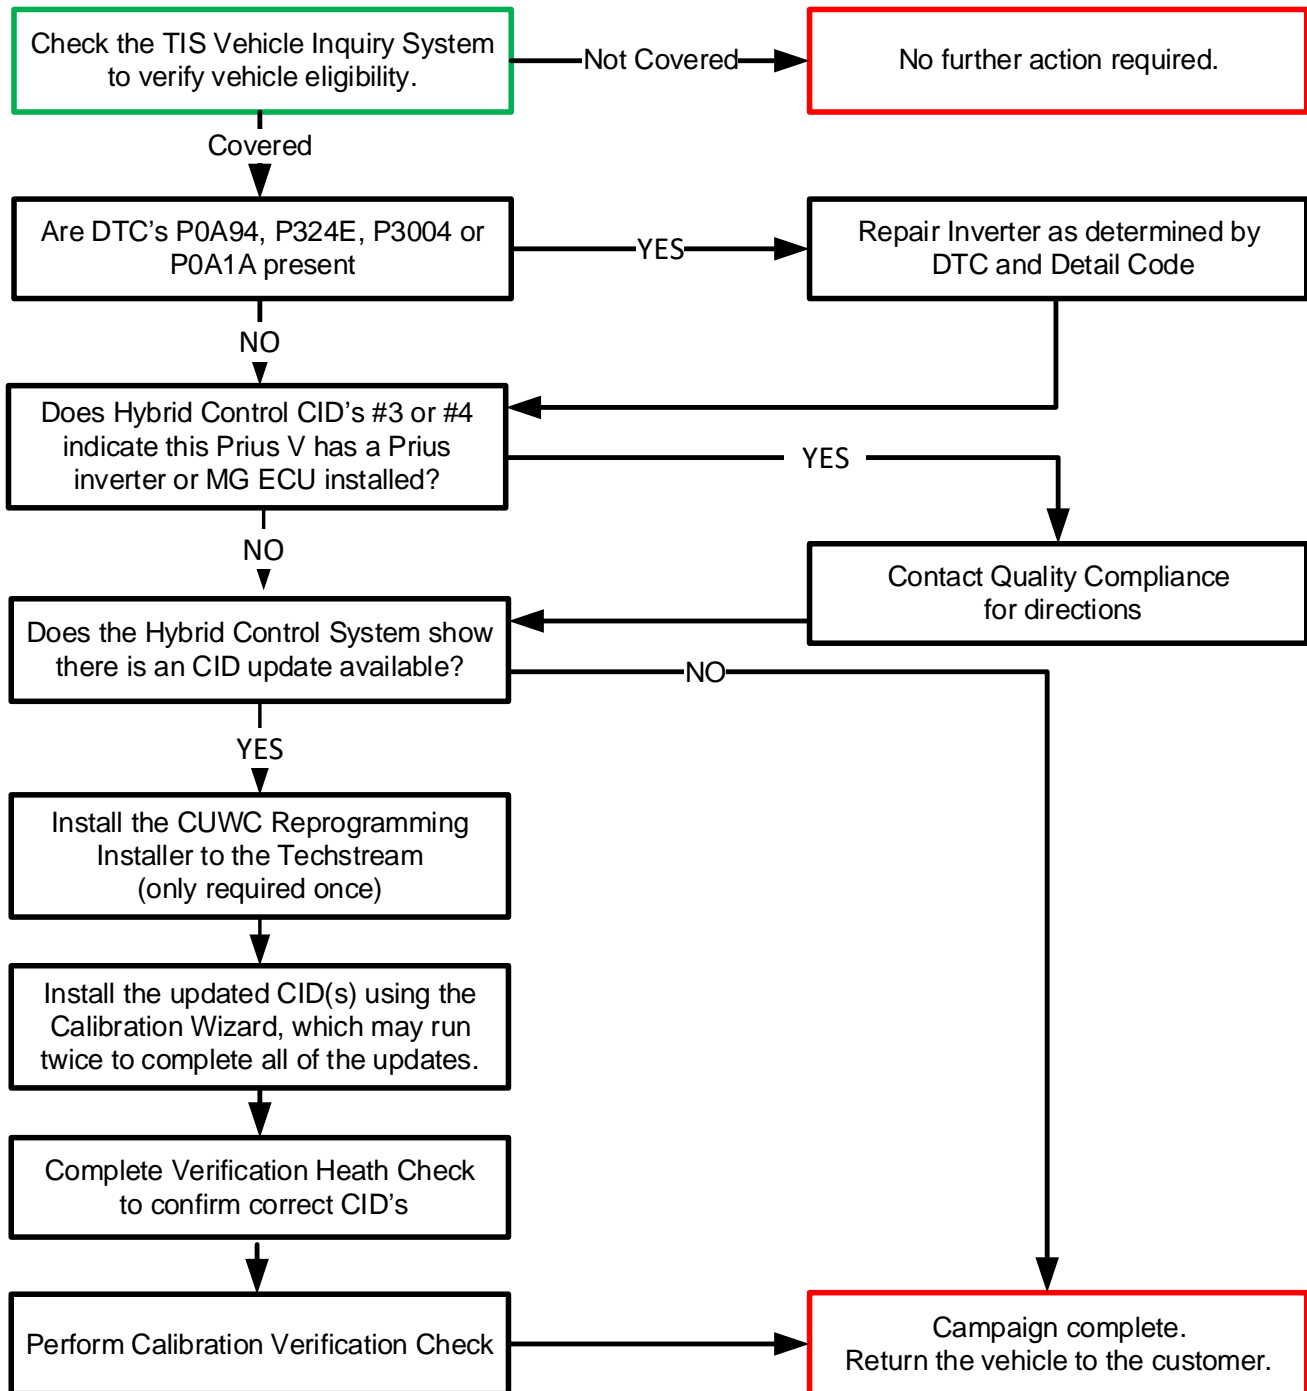 Check the TIS Vehicle Inquiry System
to verify vehicle eligibility.
Not Covered
No further action required.
Covered
Are DTC's P0A94, P324E, P3004 or
P0A1A present
YES
Repair Inverter as determined by
DTC and Detail Code
NO
Does Hybrid Control CID's #3 or #4
indicate this Prius V has a Prius
inverter or MG ECU installed?
YES
NO
Contact Quality Compliance
for directions
Does the Hybrid Control System show
there is an CID update available?
NO
YES
Install the CUWC Reprogramming
Installer to the Techstream
(only required once)
Install the updated CID(s) using the
Calibration Wizard, which may run
twice to complete all of the updates.
Complete Verification Heath Check
to confirm correct CID's
Perform Calibration Verification Check
Campaign complete.
Return the vehicle to the customer.